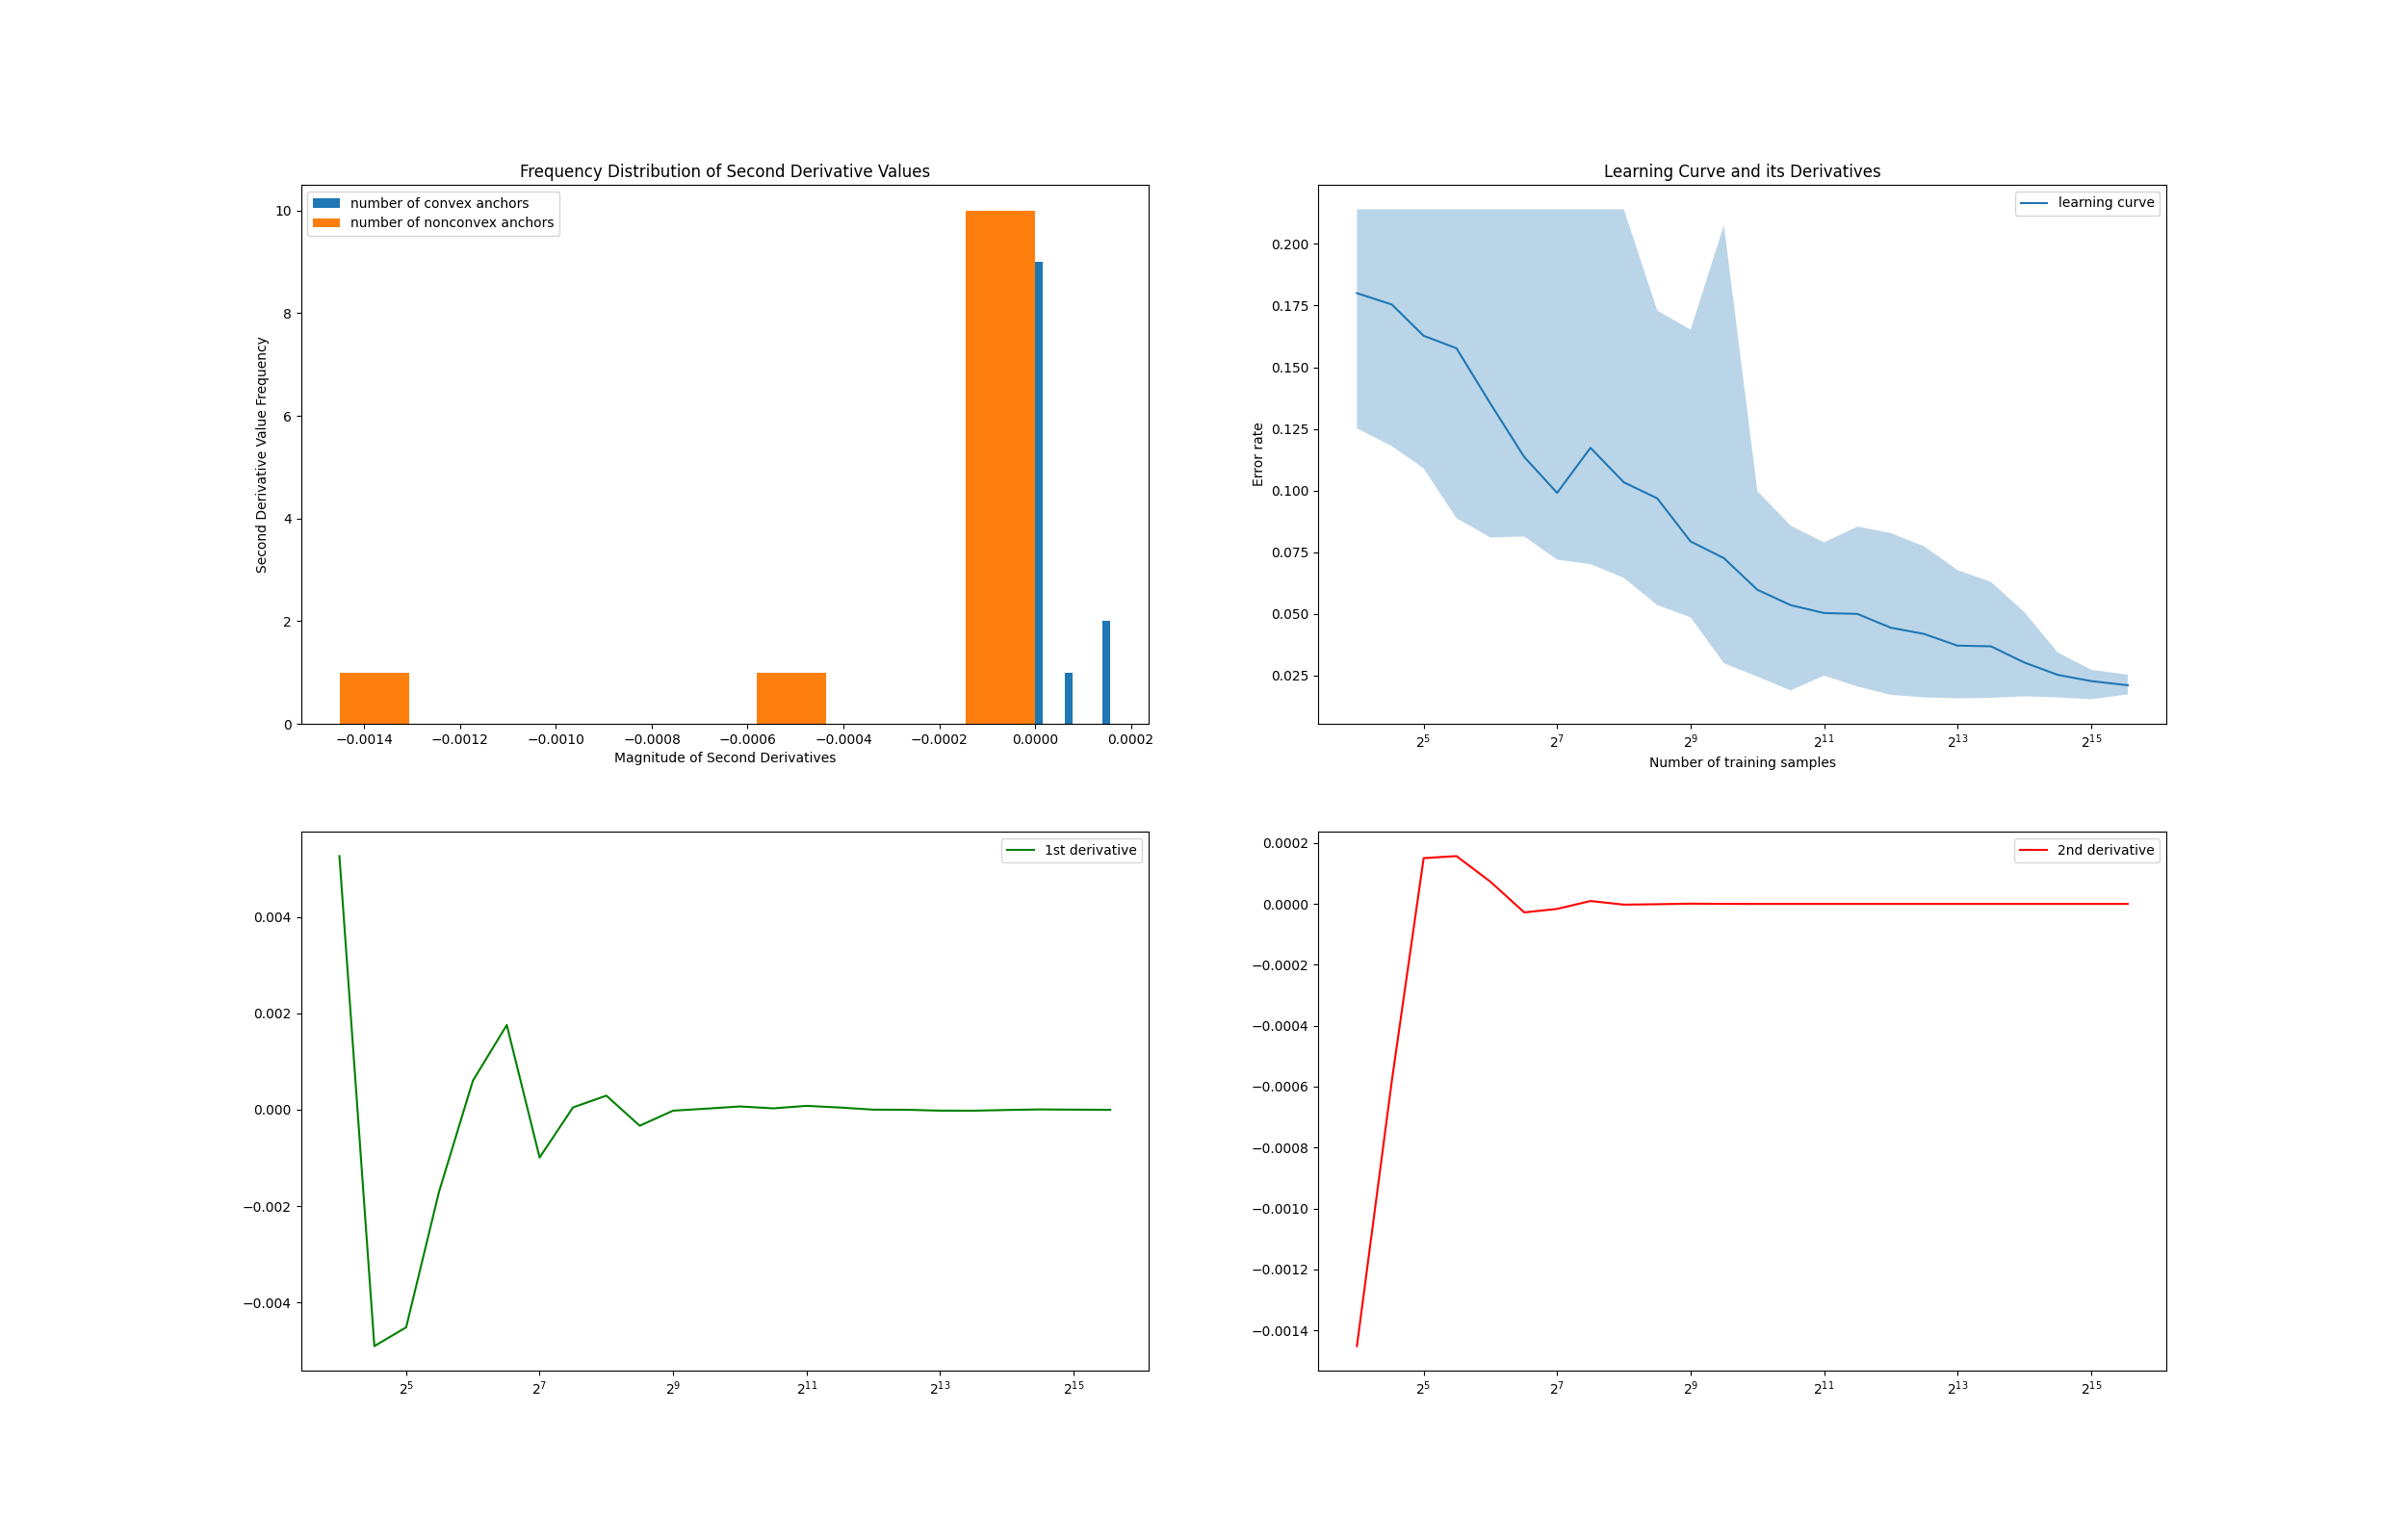 Frequency Distribution of Second Derivative Values
number of convex anchors
number of nonconvex anchors
10
8
6
4
2
0
Second Derivative Value Frequency
−0.0014 −0.0012 −0.0010 −0.0008 −0.0006 −0.0004 −0.0002 0.0000 0.0002
Magnitude of Second Derivatives
Learning Curve and its Derivatives
learning curve
0.200
0.175
0.150
0.125
0.100
0.075
0.050
0.025
Error rate
2^5 2^7 2^9 2^11 2^13 2^15
Number of training samples
1st derivative
0.004
0.002
0.000
−0.002
−0.004
2^5 2^7 2^9 2^11 2^13 2^15
2nd derivative
0.0002
0.0000
−0.0002
−0.0004
−0.0006
−0.0008
−0.0010
−0.0012
−0.0014
2^5 2^7 2^9 2^11 2^13 2^15